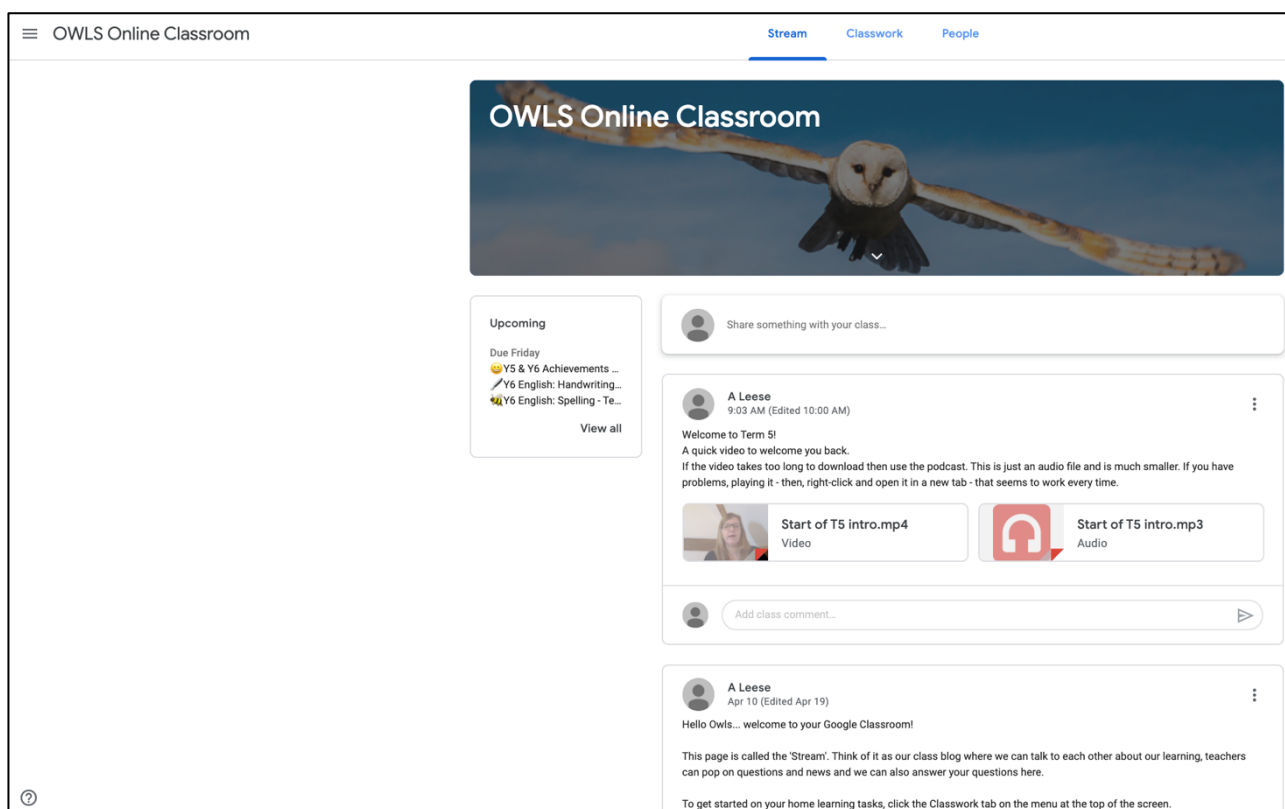 OWLS Online Classroom
Stream Classwork People
OWLS Online Classroom
Upcoming
Due Friday
😀Y5 & Y6 Achievements ...
🖊Y6 English: Handwriting...
🐝Y6 English: Spelling - Te...
View all
Share something with your class...
A Leese
9:03 AM (Edited 10:00 AM)
Welcome to Term 5!
A quick video to welcome you back.
If the video takes too long to download then use the podcast. This is just an audio file and is much smaller. If you have
problems, playing it - then, right-click and open it in a new tab - that seems to work every time.
Start of T5 intro.mp4
Video
Start of T5 intro.mp3
Audio
Add class comment...
A Leese
Apr 10 (Edited Apr 19)
Hello Owls... welcome to your Google Classroom!
This page is called the 'Stream'. Think of it as our class blog where we can talk to each other about our learning, teachers
can pop on questions and news and we can also answer your questions here.
To get started on your home learning tasks, click the Classwork tab on the menu at the top of the screen.